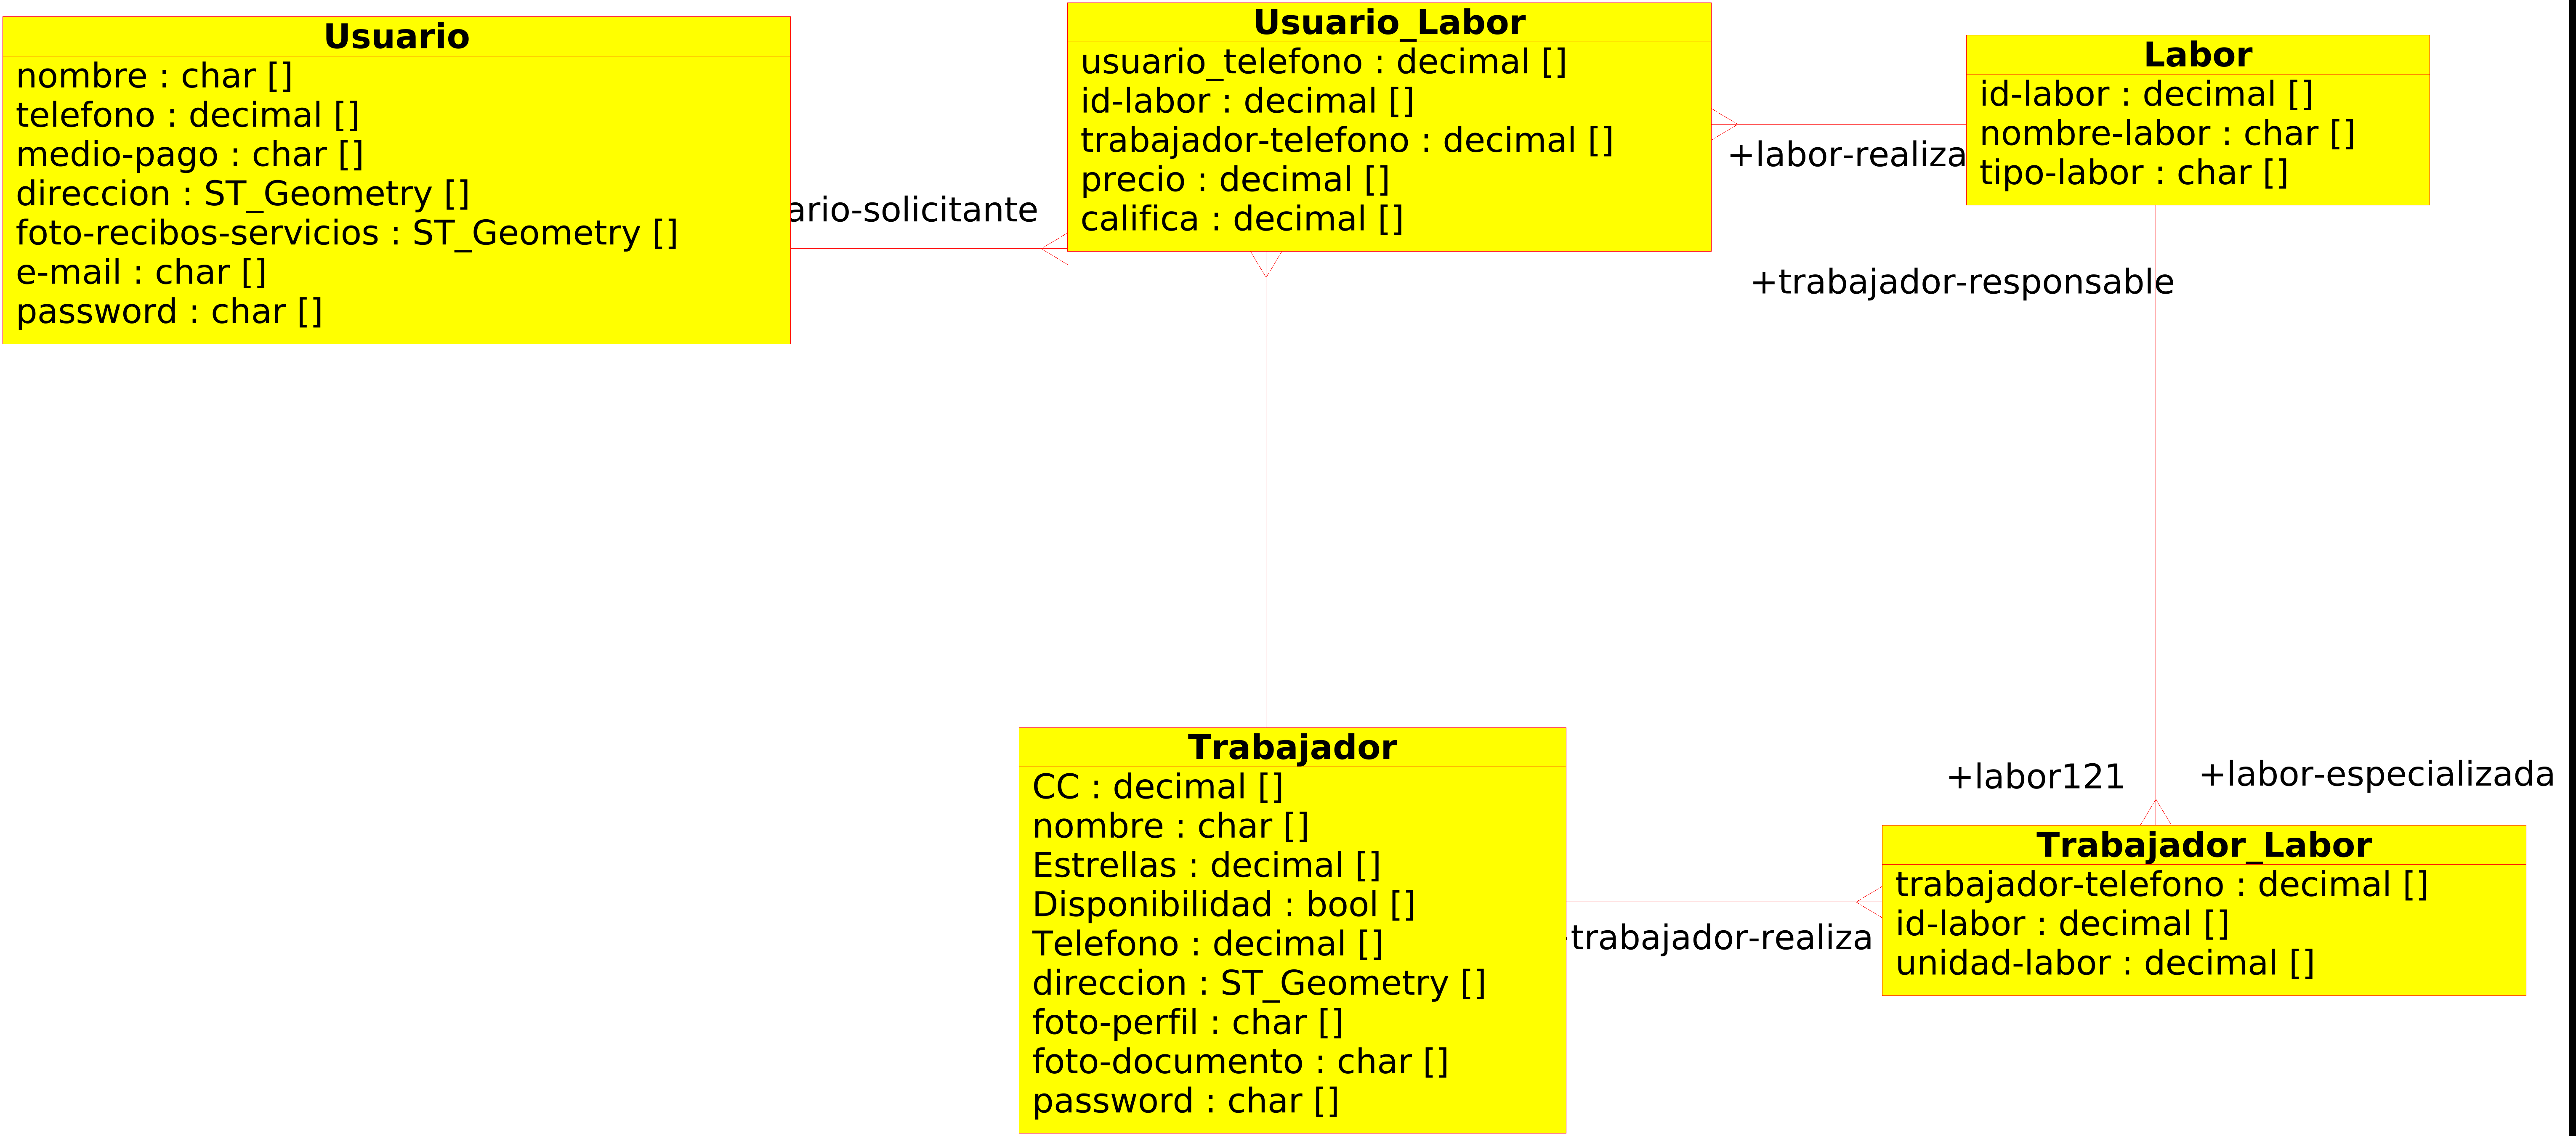 Usuario
nombre : char []
telefono : decimal []
medio-pago : char []
direccion : ST_Geometry []
foto-recibos-servicios : ST_Geometry []
e-mail : char []
password : char []
ario-solicitante
Usuario_Labor
usuario_telefono : decimal []
id-labor : decimal []
trabajador-telefono : decimal []
precio : decimal []
califica : decimal []
+labor-realiza
Labor
id-labor : decimal []
nombre-labor : char []
tipo-labor : char []
+trabajador-responsable
Trabajador
CC : decimal []
nombre : char []
Estrellas : decimal []
Disponibilidad : bool []
Telefono : decimal []
direccion : ST_Geometry []
foto-perfil : char []
foto-documento : char []
password : char []
trabajador-realiza
+labor121
+labor-especializada
Trabajador_Labor
trabajador-telefono : decimal []
id-labor : decimal []
unidad-labor : decimal []